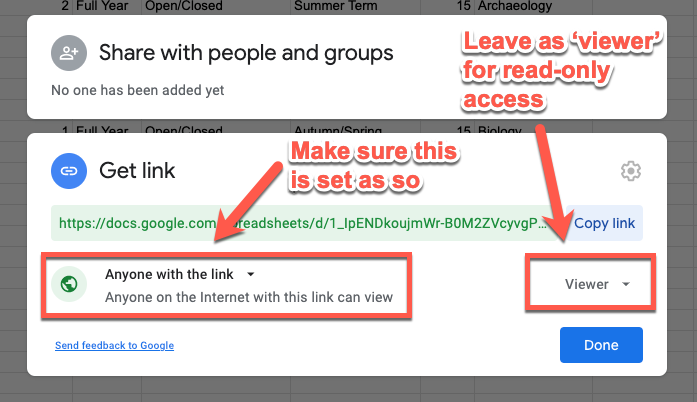 2 Full Year Open/Closed Summer Term 15 Archaeology
Share with people and groups
No one has been added yet
Leave as ‘viewer’
for read-only
access
1 Full Year Open/Closed Autumn/Spring 15 Biology
Get link
Make sure this
is set as so
https://docs.google.com readsheets/d/1_IpENDkoujmWr-B0M2ZVcyvgP... Copy link
Anyone with the link
Anyone on the Internet with this link can view
Viewer
Send feedback to Google
Done